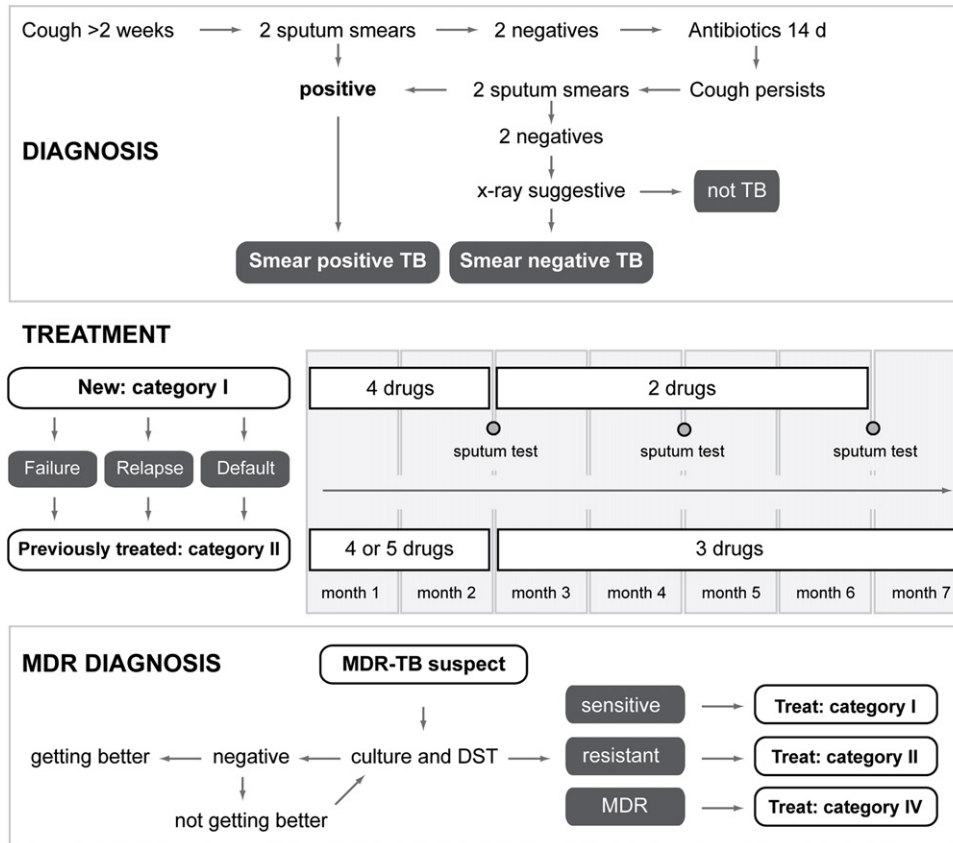 Cough >2 weeks
2 sputum smears
2 negatives
Antibiotics 14 d
positive
2 sputum smears
Cough persists
2 negatives
DIAGNOSIS
x-ray suggestive
not TB
Smear positive TB
Smear negative TB
TREATMENT
New: category I
4 drugs
2 drugs
sputum test
sputum test
sputum test
Failure
Relapse
Default
Previously treated: category II
4 or 5 drugs
3 drugs
month 1
month 2
month 3
month 4
month 5
month 6
month 7
MDR DIAGNOSIS
MDR-TB suspect
sensitive
Treat: category I
getting better
negative
culture and DST
resistant
Treat: category II
not getting better
MDR
Treat: category IV